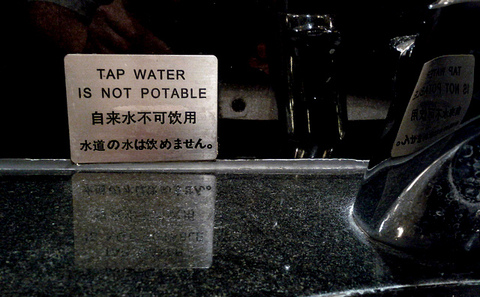 TAP WATER
IS NOT POTABLE
自来水不可饮用
水道の水は飲めません。